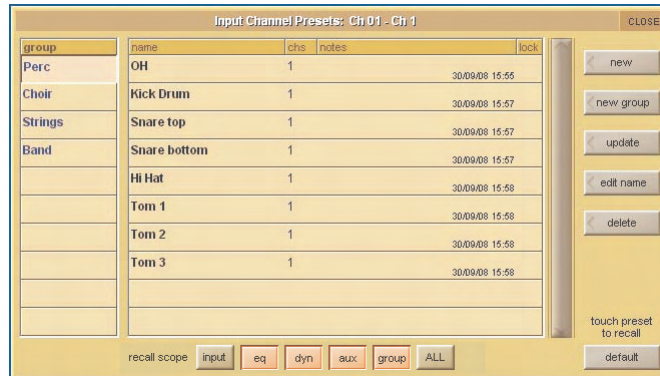 Input Channel Presets: Ch 01 - Ch 1 CLOSE
group name chs notes lock
Perc OH 1 30/09/08 15:55 new
Choir Kick Drum 1 30/09/08 15:57 new group
Strings Snare top 1 30/09/08 15:57 update
Band Snare bottom 1 30/09/08 15:57 edit name
Hi Hat 1 30/09/08 15:58 delete
Tom 1 1 30/09/08 15:58
Tom 2 1 30/09/08 15:58
Tom 3 1 30/09/08 15:58
touch preset
to recall
recall scope input eq dyn aux group ALL default